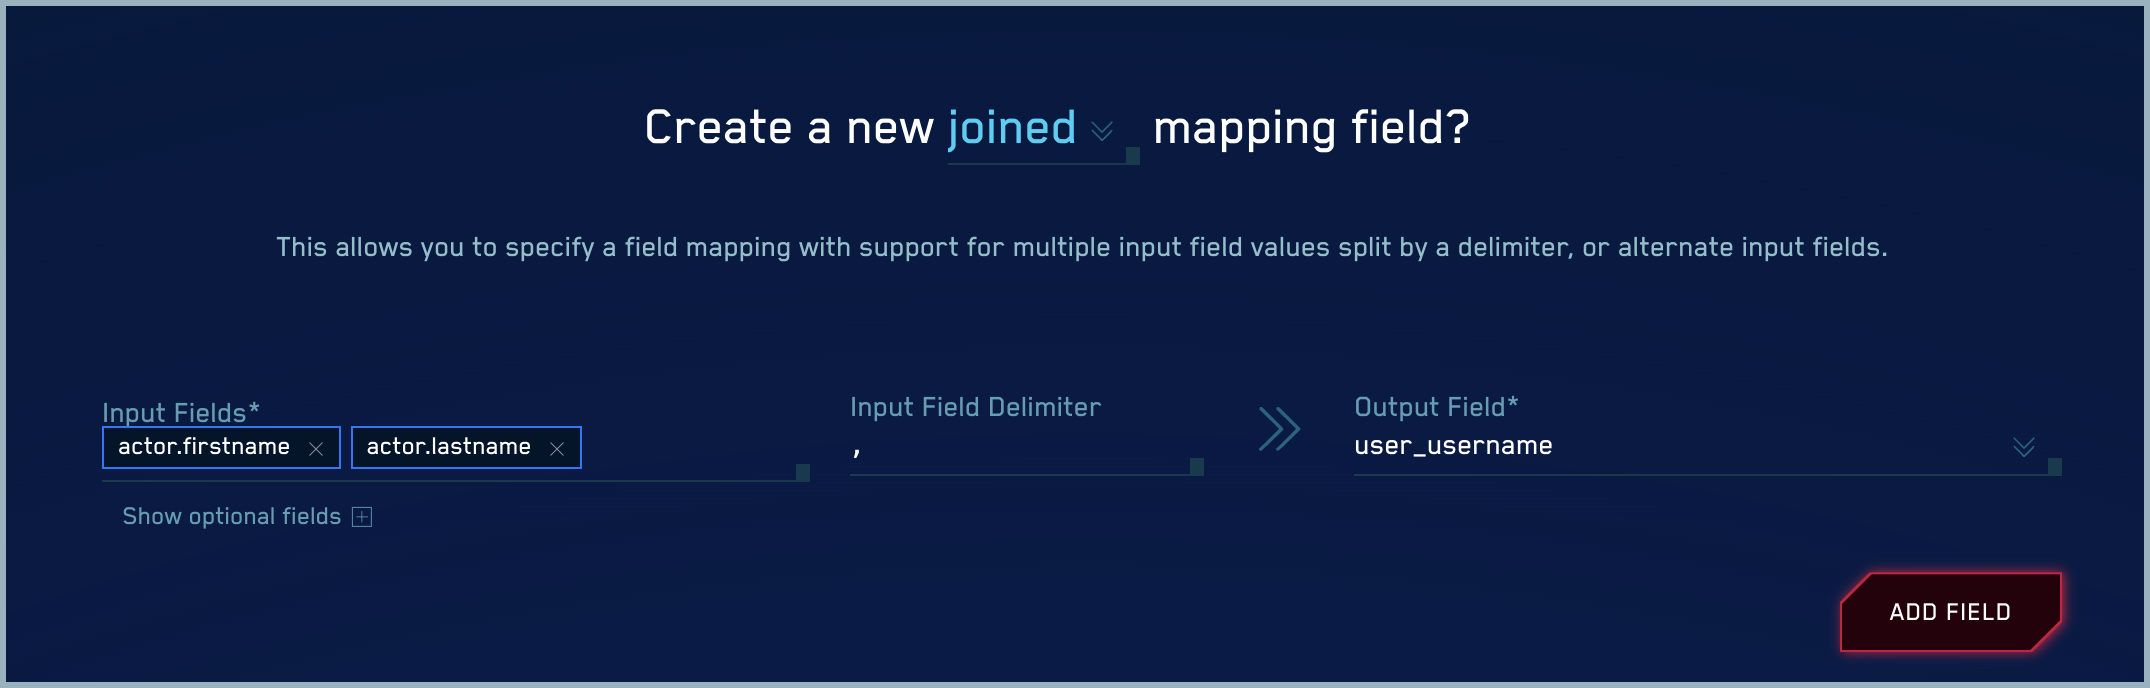 Create a new joined mapping field?
This allows you to specify a field mapping with support for multiple input field values split by a delimiter, or alternate input fields.
Input Fields*
actor.firstname
actor.lastname
Show optional fields
Input Field Delimiter
,
Output Field*
user_username
ADD FIELD